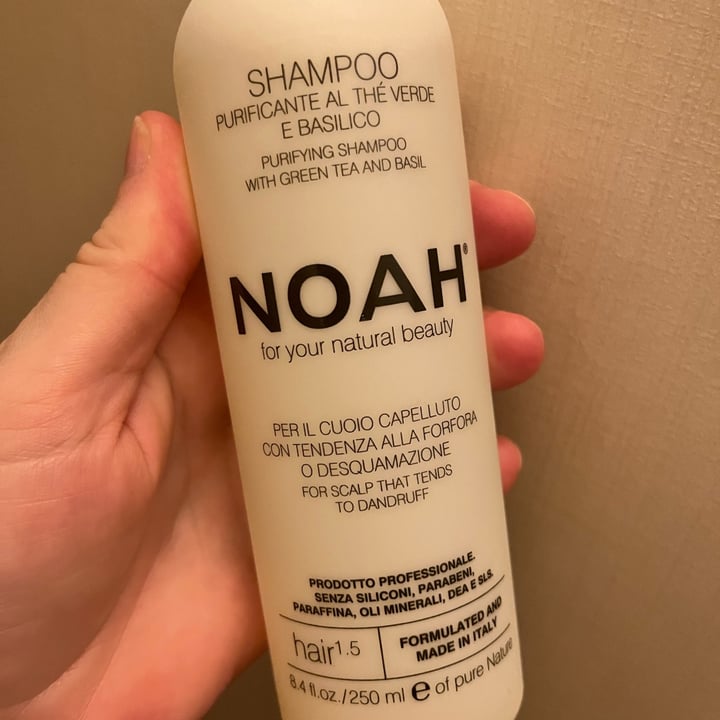 SHAMPOO
PURIFICANTE AL THÉ VERDE
E BASILICO
PURIFYING SHAMPOO
WITH GREEN TEA AND BASIL
NOAH®
for your natural beauty
PER IL CUOIO CAPELLUTO
CON TENDENZA ALLA FORFORA
O DESQUAMAZIONE
FOR SCALP THAT TENDS
TO DANDRUFF
PRODOTTO PROFESSIONALE.
SENZA SILICONI, PARABENI,
PARAFFINA, OLI MINERALI, DEA E SLS.
hair1.5
FORMULATED AND
MADE IN ITALY
8.4 fl.oz./250 ml ℮ of pure Nature